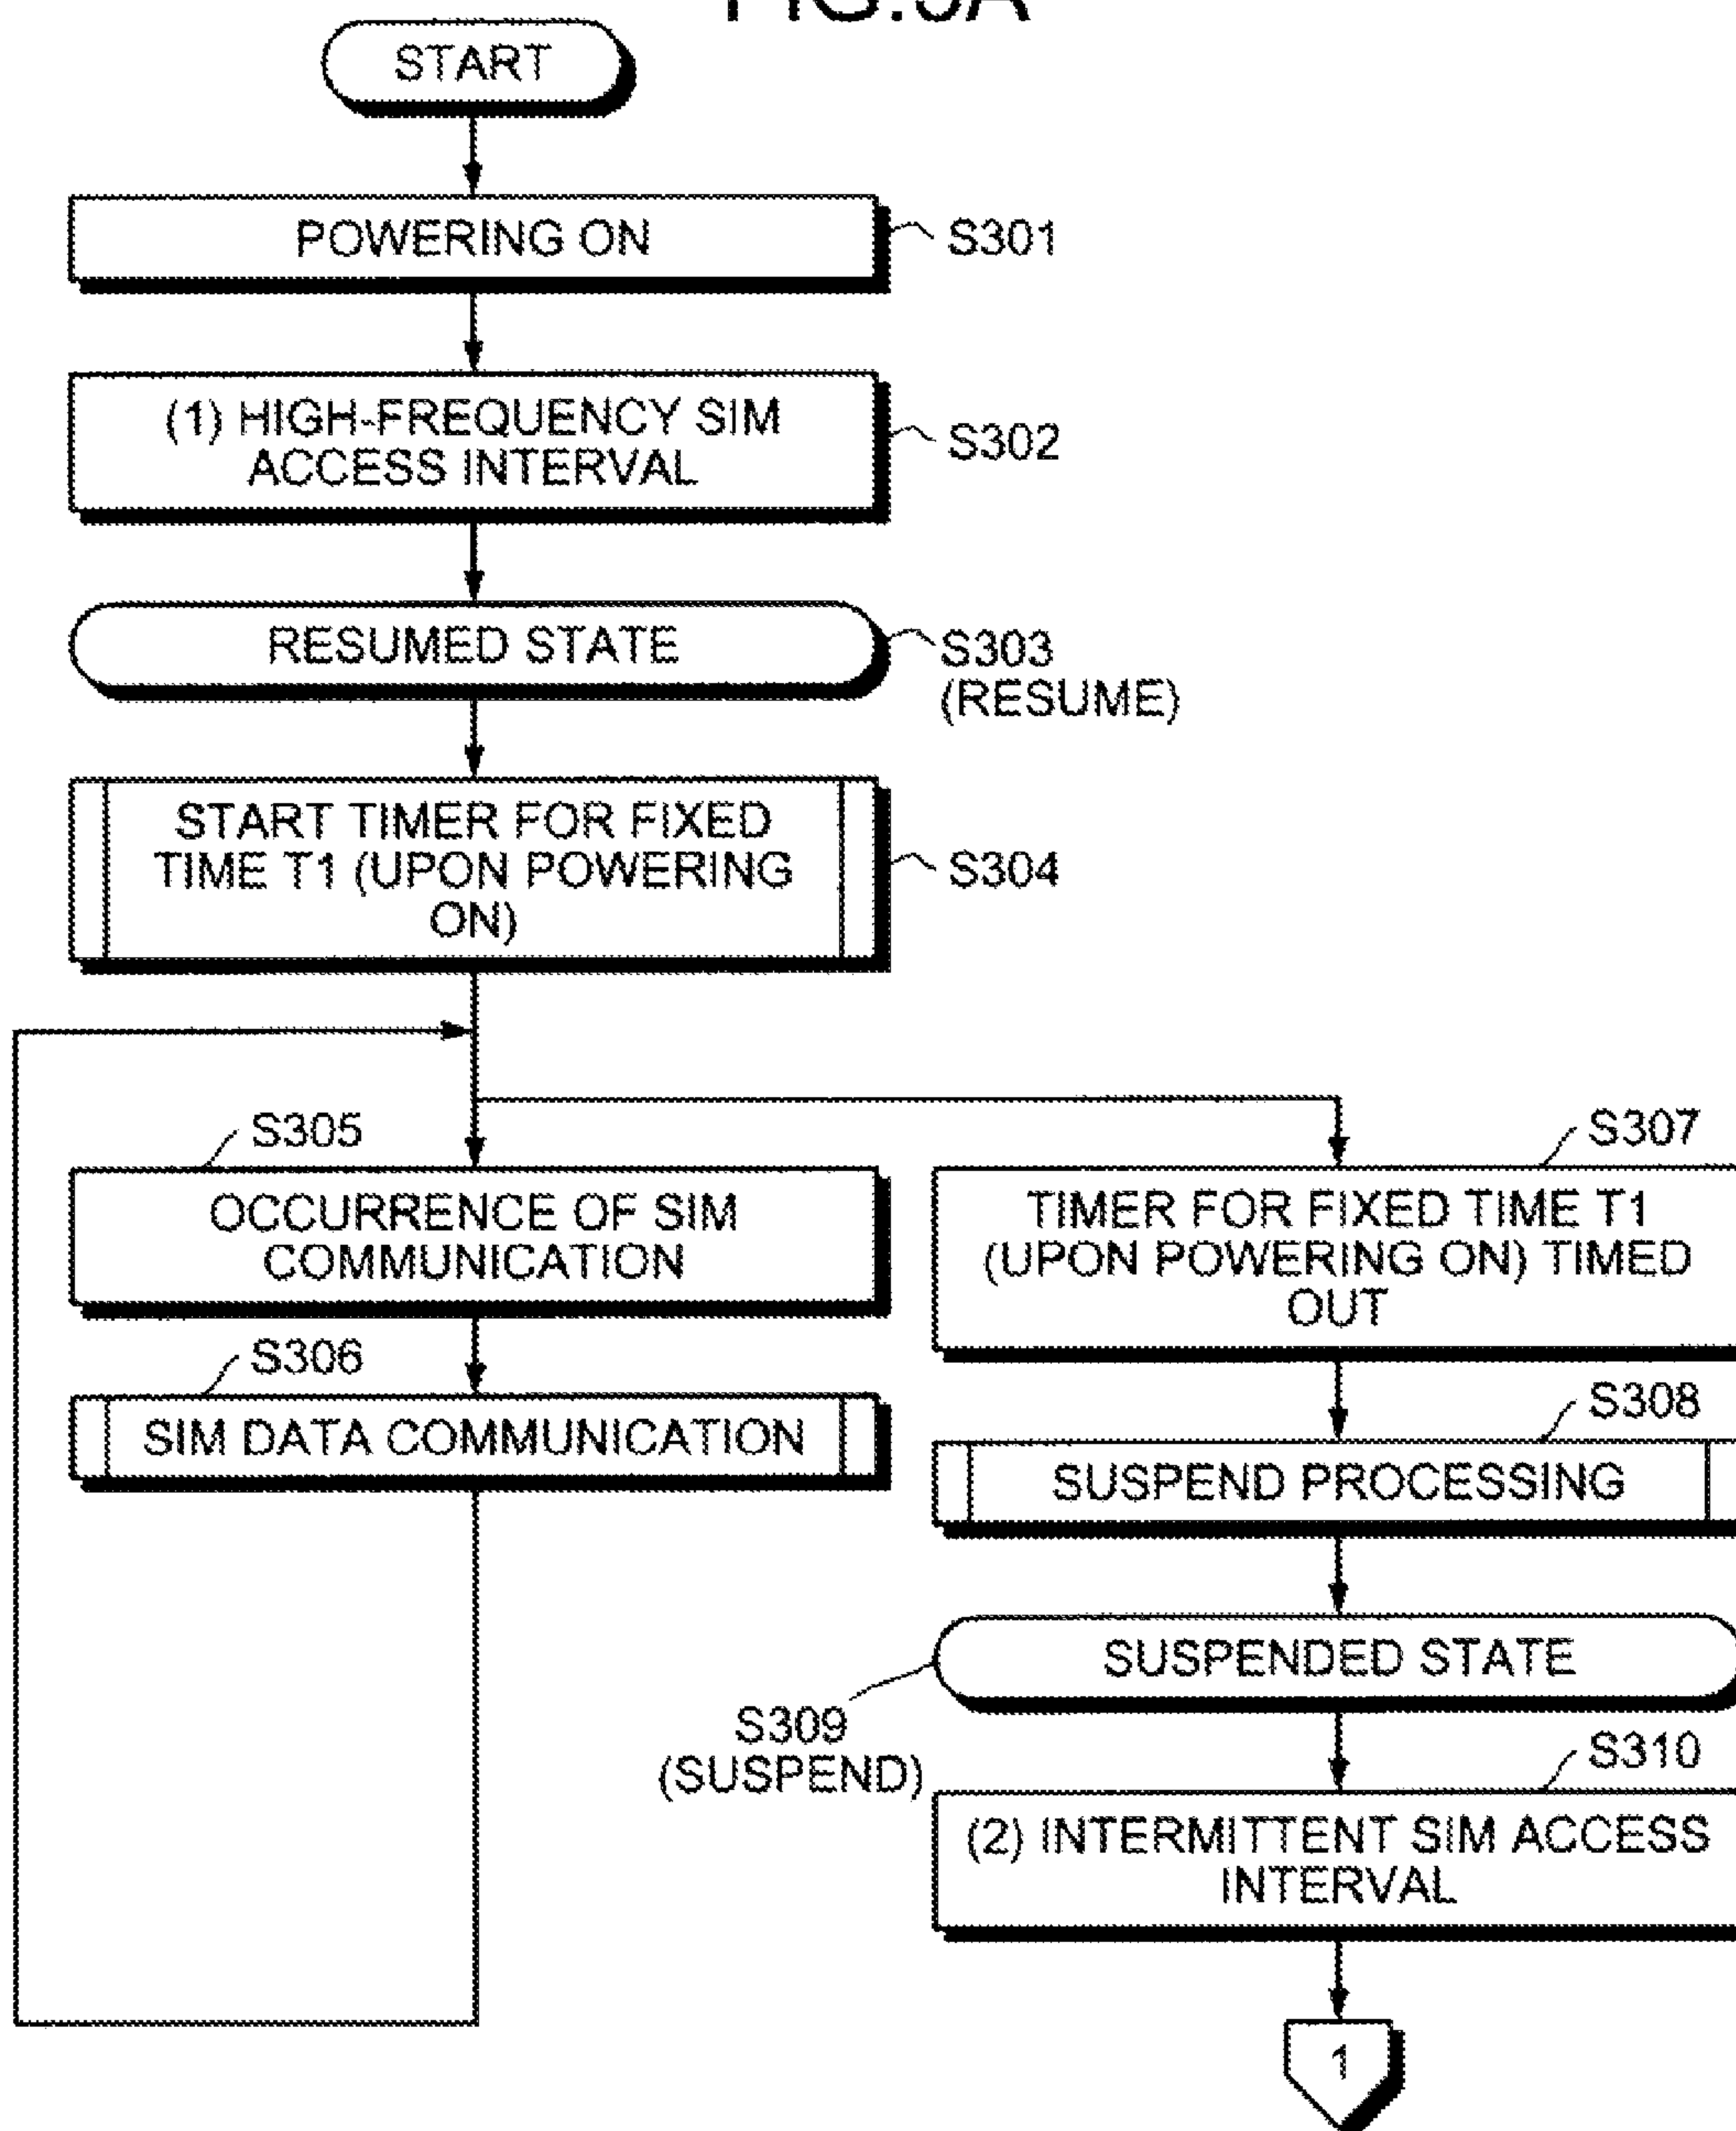 START
POWERING ON
S301
(1) HIGH-FREQUENCY SIM
ACCESS INTERVAL
S302
RESUMED STATE
S303
(RESUME)
START TIMER FOR FIXED
TIME T1 (UPON POWERING
ON)
S304
S305
OCCURRENCE OF SIM
COMMUNICATION
S306
SIM DATA COMMUNICATION
S307
TIMER FOR FIXED TIME T1
(UPON POWERING ON) TIMED
OUT
S308
SUSPEND PROCESSING
SUSPENDED STATE
S309
(SUSPEND)
S310
(2) INTERMITTENT SIM ACCESS
INTERVAL
1